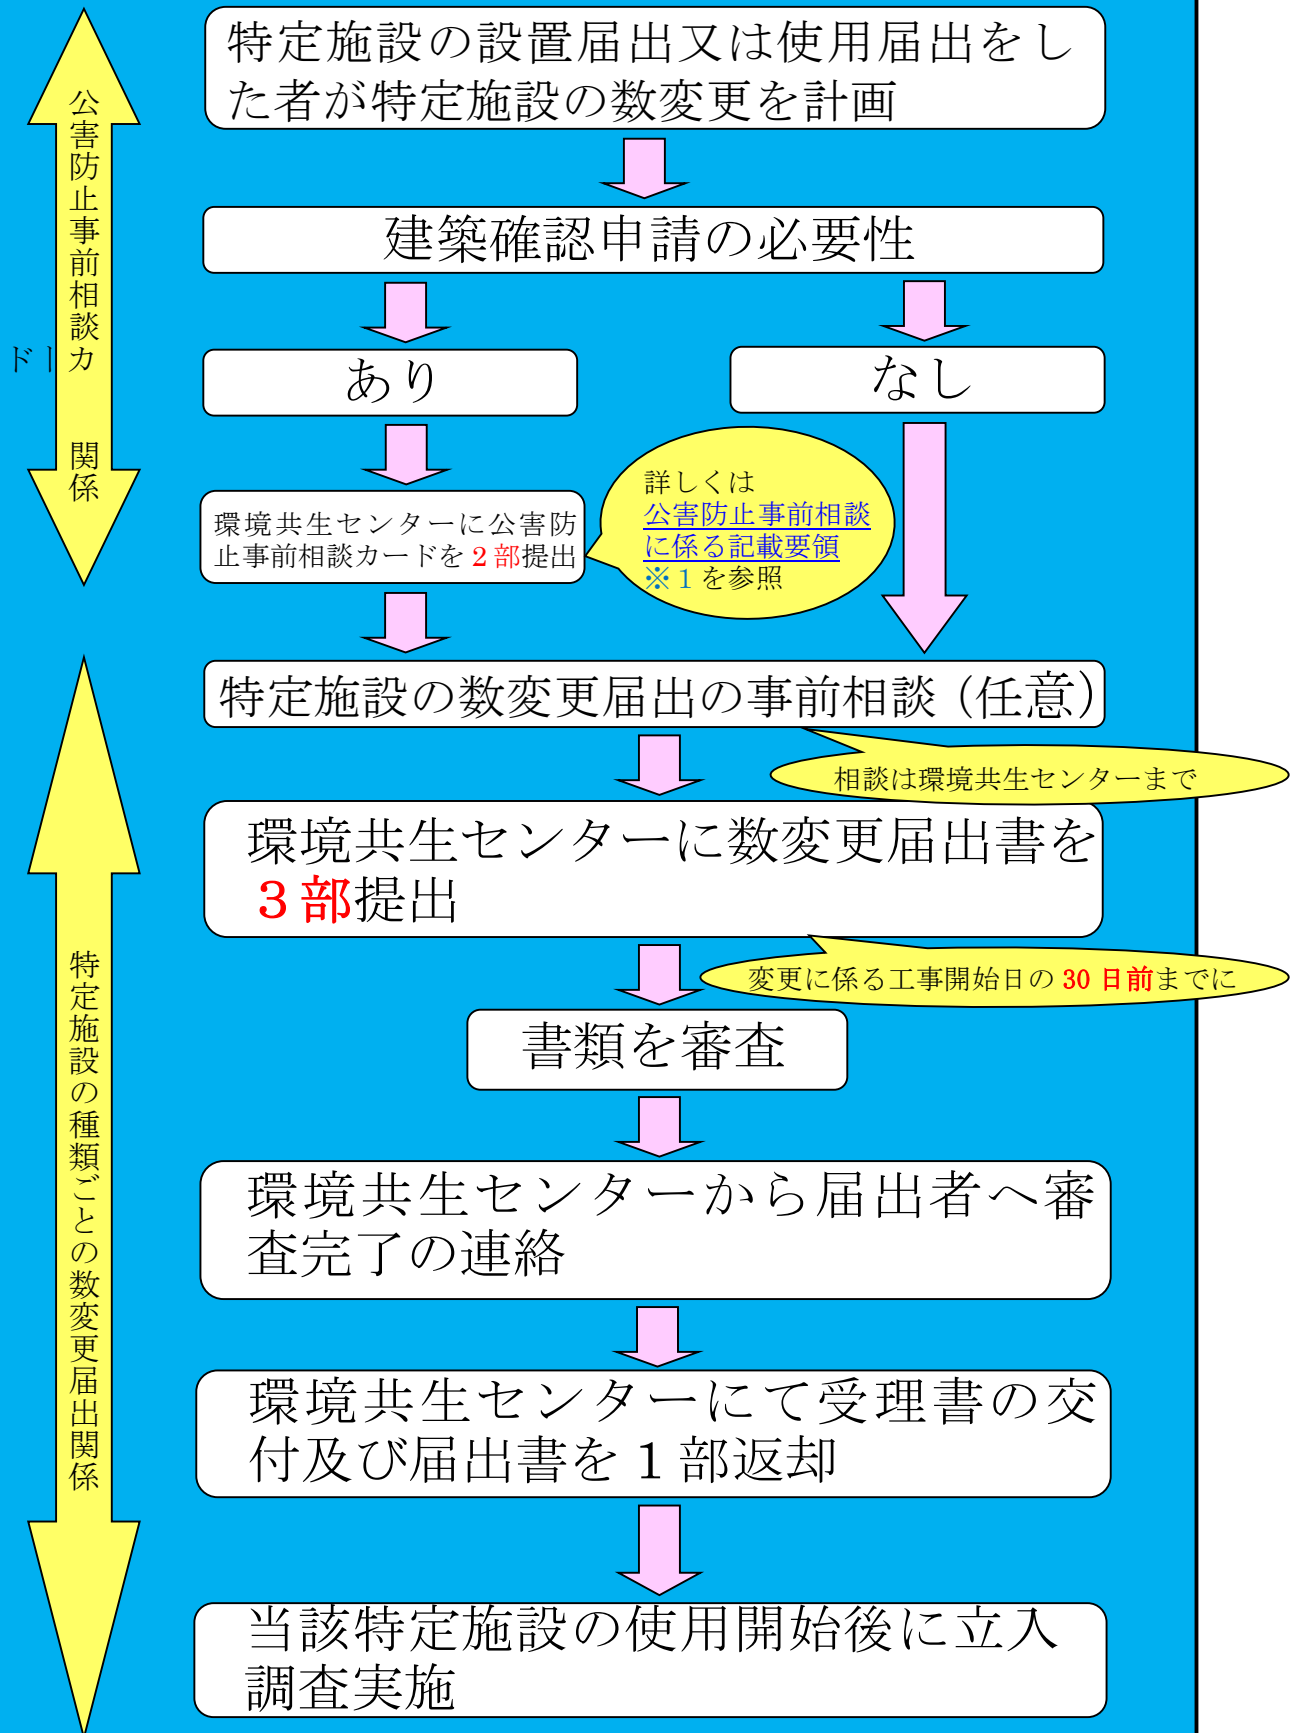 特定施設の設置届出又は使用届出をし
た者が特定施設の数変更を計画
公害防止事前相談カ
ード
関係
建築確認申請の必要性
あり
なし
環境共生センターに公害防
止事前相談カードを２部提出
詳しくは
公害防止事前相談
に係る記載要領
※１を参照
特定施設の数変更届出の事前相談（任意）
相談は環境共生センターまで
環境共生センターに数変更届出書を
３部提出
変更に係る工事開始日の 30 日前までに
特定施設の種類ごとの数変更届出関係
書類を審査
環境共生センターから届出者へ審
査完了の連絡
環境共生センターにて受理書の交
付及び届出書を１部返却
当該特定施設の使用開始後に立入
調査実施